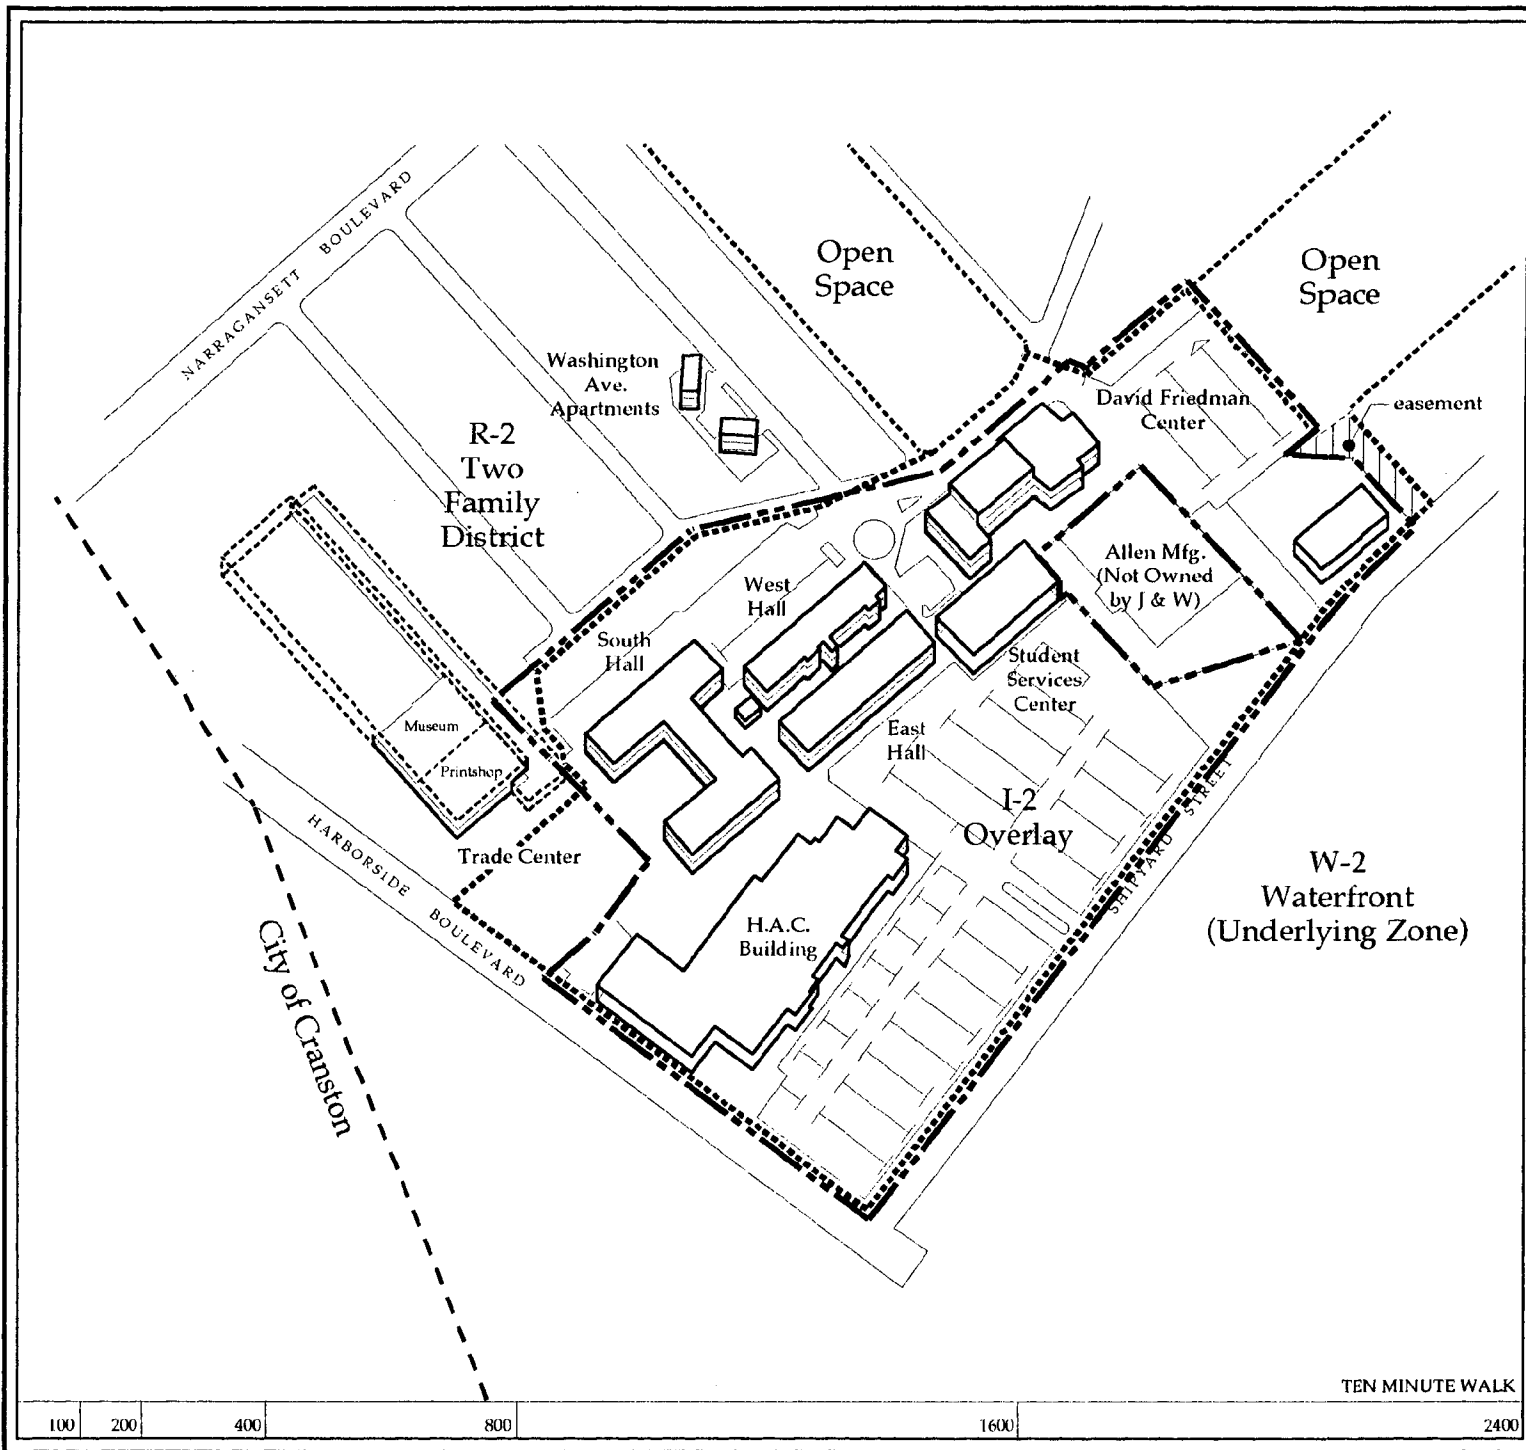 NARRAGANSETT BOULEVARD
Open
Space
Open
Space
Washington
Ave.
Apartments
David Friedman
Center
easement
R-2
Two
Family
District
Allen Mfg.
(Not Owned
by J & W)
West
Hall
South
Hall
Student
Services
Center
Museum
Printshop
East
Hall
I-2
Overlay
Trade Center
HARBORSIDE BOULEVARD
SHIPYARD STREET
W-2
Waterfront
(Underlying Zone)
H.A.C.
Building
City of Cranston
TEN MINUTE WALK
100 200 400 800 1600 2400